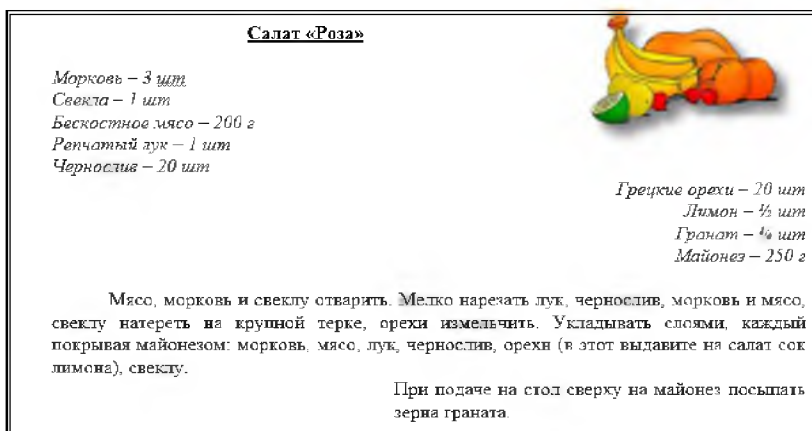 Салат «Роза»
Морковь – 3 шт
Свекла – 1 шт
Бескостное мясо – 200 г
Репчатый лук – 1 шт
Чернослив – 20 шт
Грецкие орехи – 20 шт
Лимон – ½ шт
Гранат – шт
Майонез – 250 г
Мясо, морковь и свеклу отварить. Мелко нарезать лук, чернослив, морковь и мясо,
свеклу натереть на крупной терке, орехи измельчить. Укладывать слоями, каждый
покрывая майонезом: морковь, мясо, лук, чернослив, орехи (в этот выдавите на салат сок
лимона), свеклу.
При подаче на стол сверху на майонез посыпать
зерна граната.